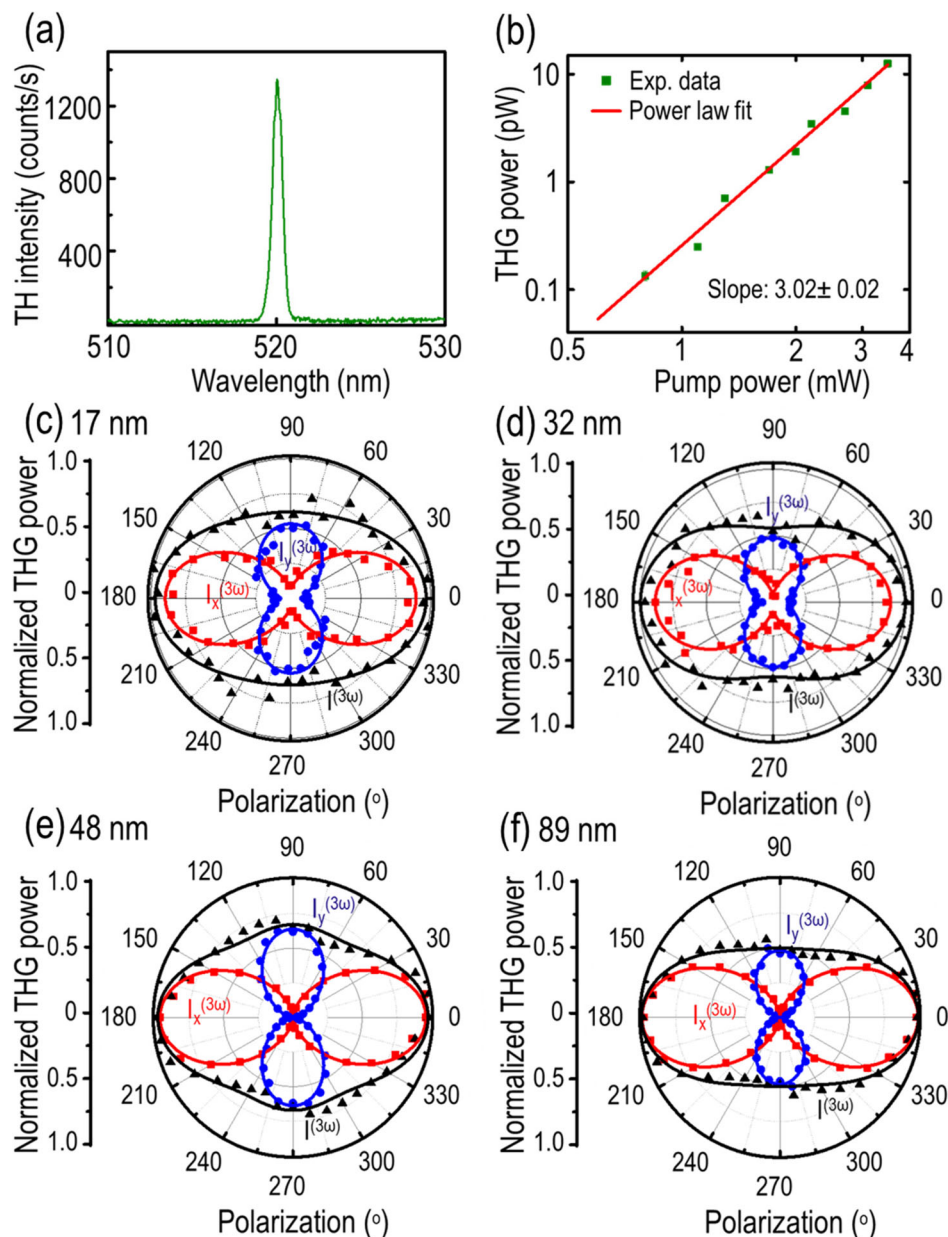 (a)
TH intensity (counts/s)
1200
800
400
510
520
530
Wavelength (nm)
(b)
THG power (pW)
10
1
0.1
Exp. data
Power law fit
Slope: 3.02± 0.02
0.5
1
2
3
4
Pump power (mW)
(c) 17 nm
Normalized THG power
1.0
0.5
0
0.5
1.0
90
120
60
150
30
180
0
210
330
240
300
270
I_y^(3ω)
I_x^(3ω)
I^(3ω)
Polarization (º)
(d) 32 nm
Normalized THG power
1.0
0.5
0
0.5
1.0
90
120
60
150
30
180
0
210
330
240
300
270
I_y^(3ω)
I_x^(3ω)
I^(3ω)
Polarization (º)
(e) 48 nm
Normalized THG power
1.0
0.5
0
0.5
1.0
90
120
60
150
30
180
0
210
330
240
300
270
I_y^(3ω)
I_x^(3ω)
I^(3ω)
Polarization (º)
(f) 89 nm
Normalized THG power
1.0
0.5
0
0.5
1.0
90
120
60
150
30
180
0
210
330
240
300
270
I_y^(3ω)
I_x^(3ω)
I^(3ω)
Polarization (º)